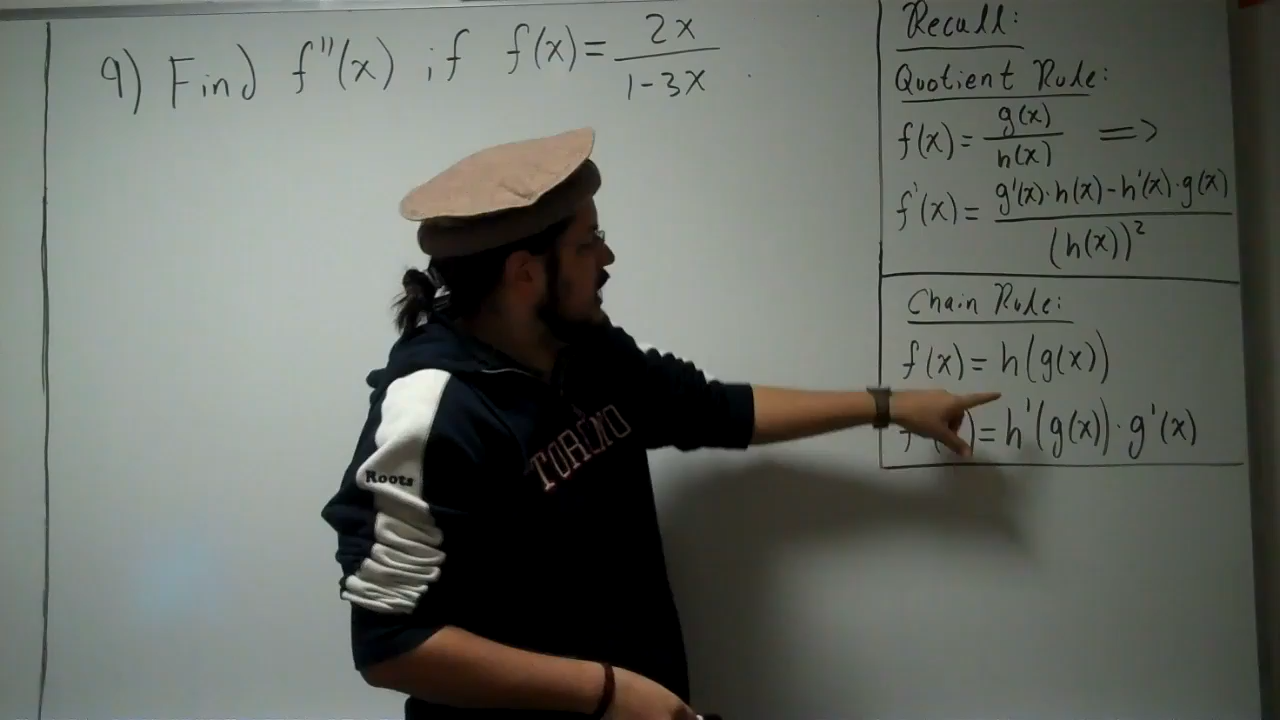 9) Find f''(x) if f(x) = 2x / 1-3x .
Recall:
Quotient Rule:
f(x) = g(x) / h(x) =>
f'(x) = g'(x)·h(x) - h'(x)·g(x) / (h(x))²
Chain Rule:
f(x) = h(g(x))
= h'(g(x))·g'(x)
TORONTO
Roots